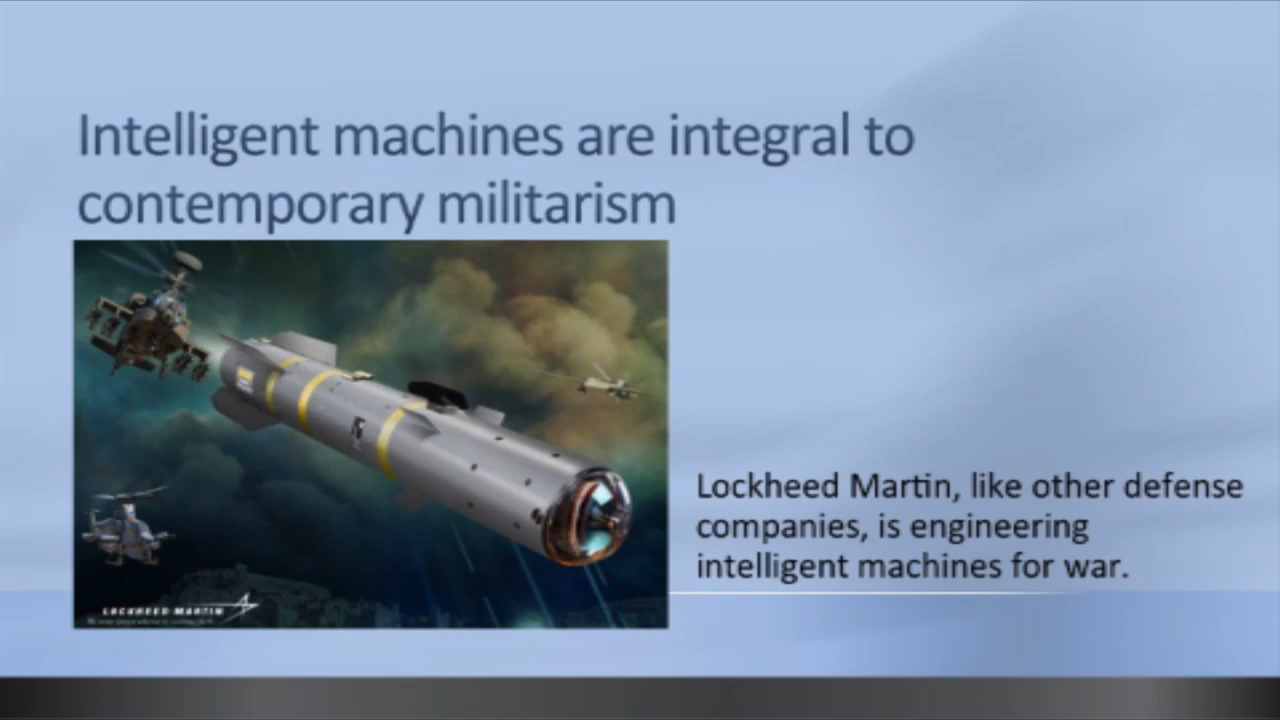 Intelligent machines are integral to
contemporary militarism
Lockheed Martin, like other defense
companies, is engineering
intelligent machines for war.
LOCKHEED MARTIN